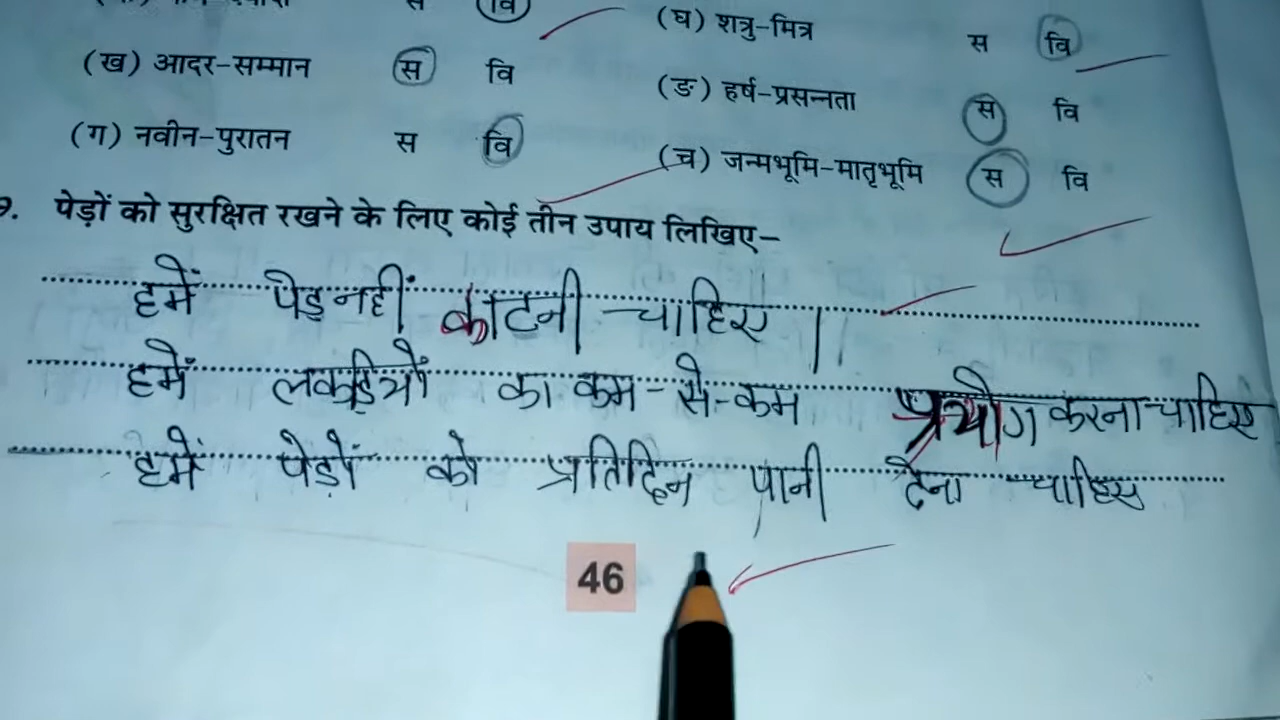 स वि
(ख) आदर-सम्मान स वि
(ग) नवीन-पुरातन स वि
(घ) शत्रु-मित्र स वि
(ङ) हर्ष-प्रसन्नता स वि
(च) जन्मभूमि-मातृभूमि स वि
9. पेड़ों को सुरक्षित रखने के लिए कोई तीन उपाय लिखिए–
हमें पेड़ नहीं काटनी चाहिए।
हमें लकड़ियों का कम-से-कम प्रयोग करना चाहिए
हमें पेड़ों को प्रतिदिन पानी देना चाहिए
46